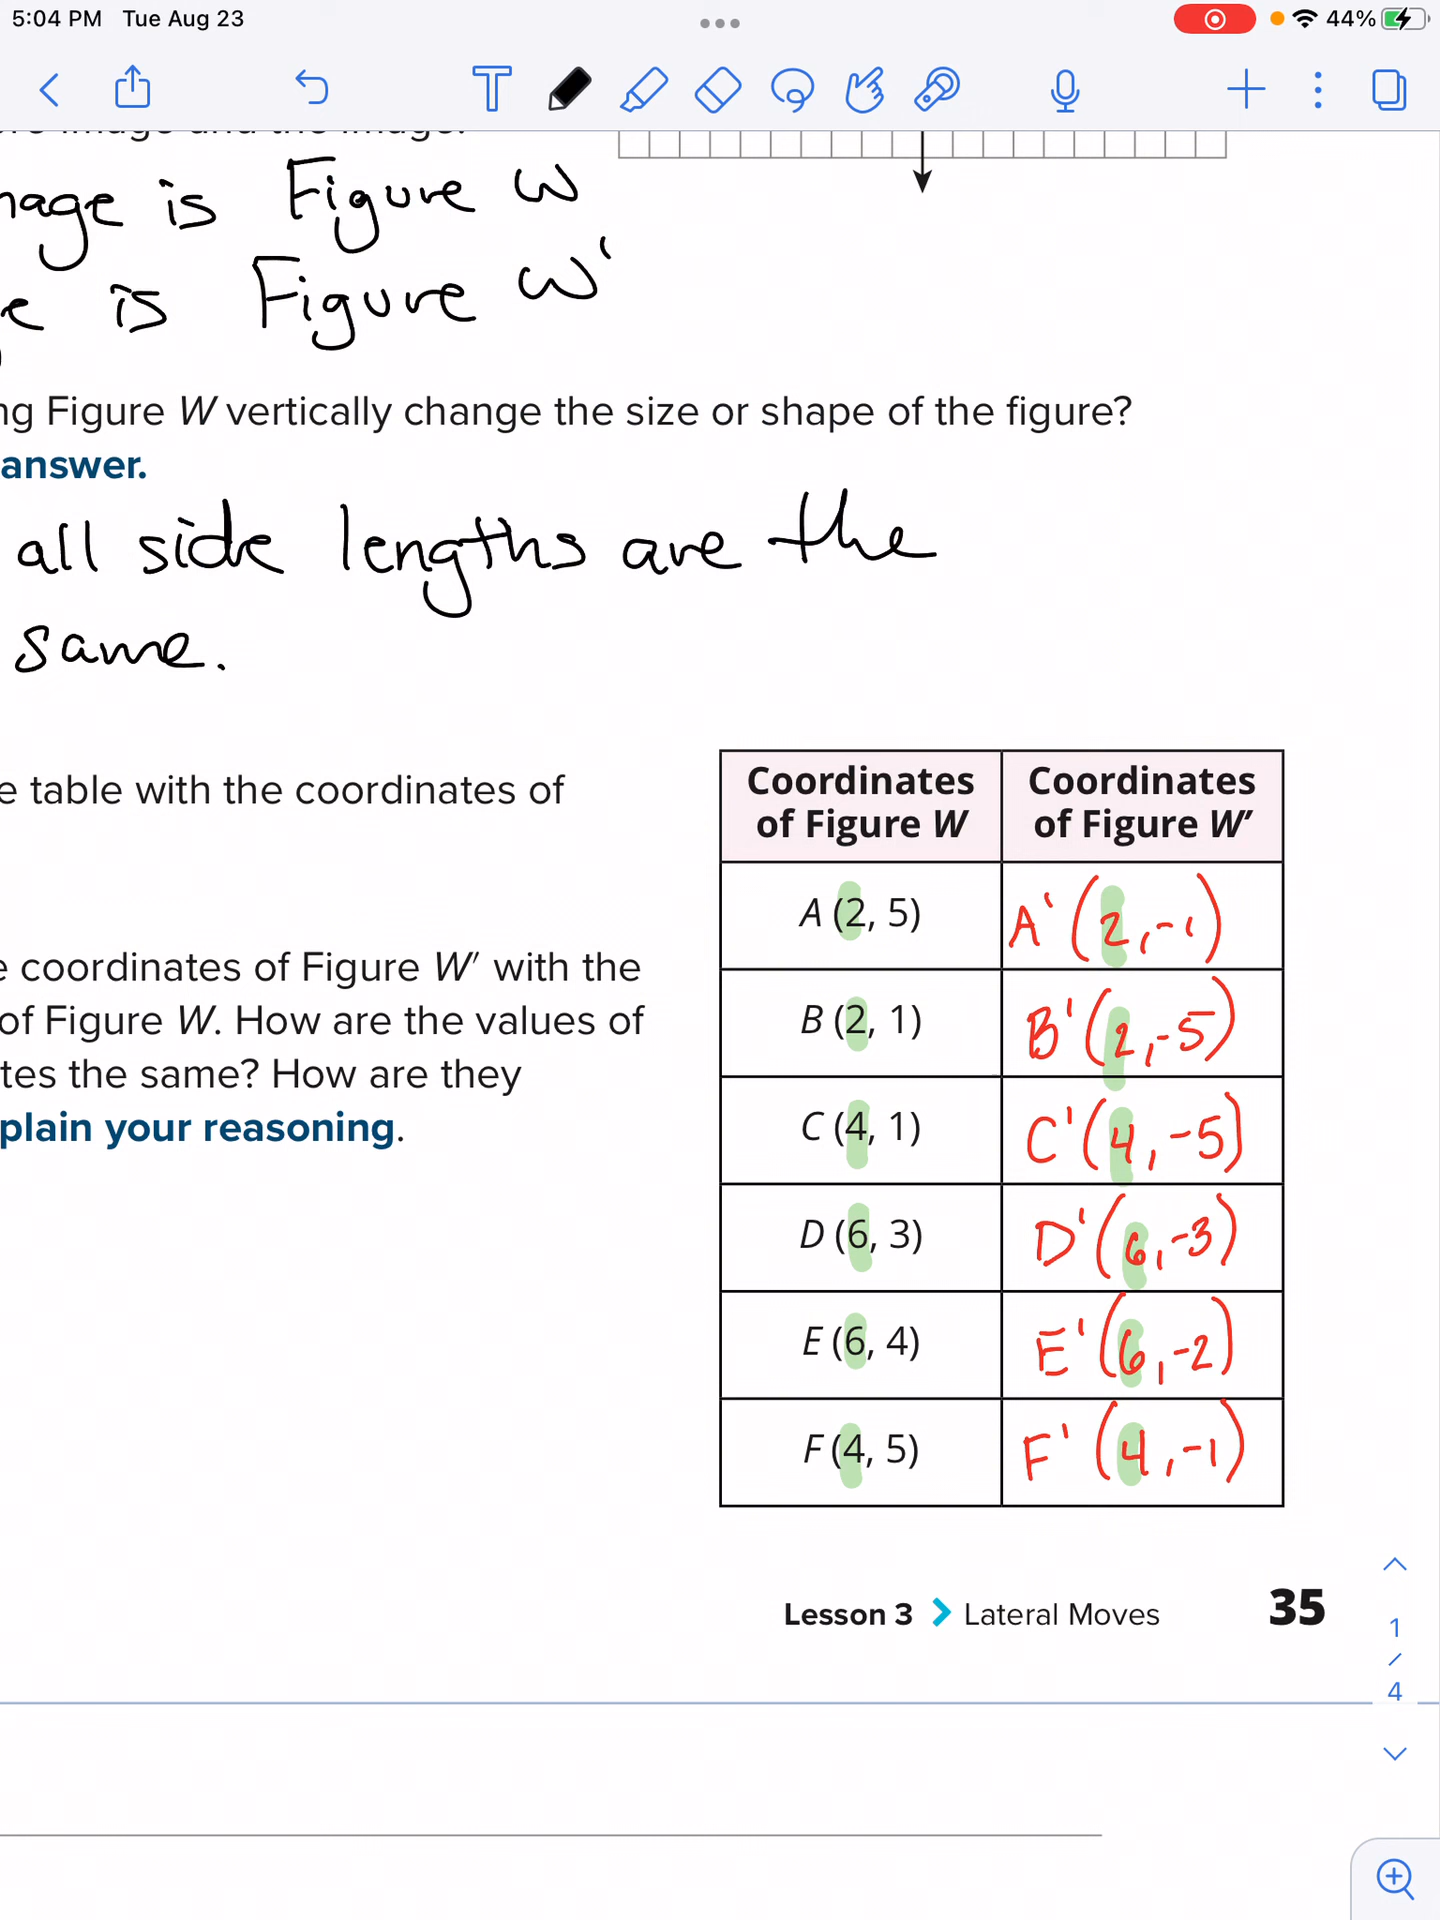 5:04 PM Tue Aug 23
44%
T
image and the image.
is Figure W
is Figure W'
Figure W vertically change the size or shape of the figure?
answer.
all side lengths are the
same.
table with the coordinates of
Coordinates of Figure W
Coordinates of Figure W′
A (2, 5) A'(2,-1)
B (2, 1) B'(2,-5)
C (4, 1) C'(4,-5)
D (6, 3) D'(6,-3)
E (6, 4) E'(6,-2)
F (4, 5) F'(4,-1)
coordinates of Figure W′ with the
of Figure W. How are the values of
the same? How are they
plain your reasoning.
Lesson 3 Lateral Moves 35
1
/
4